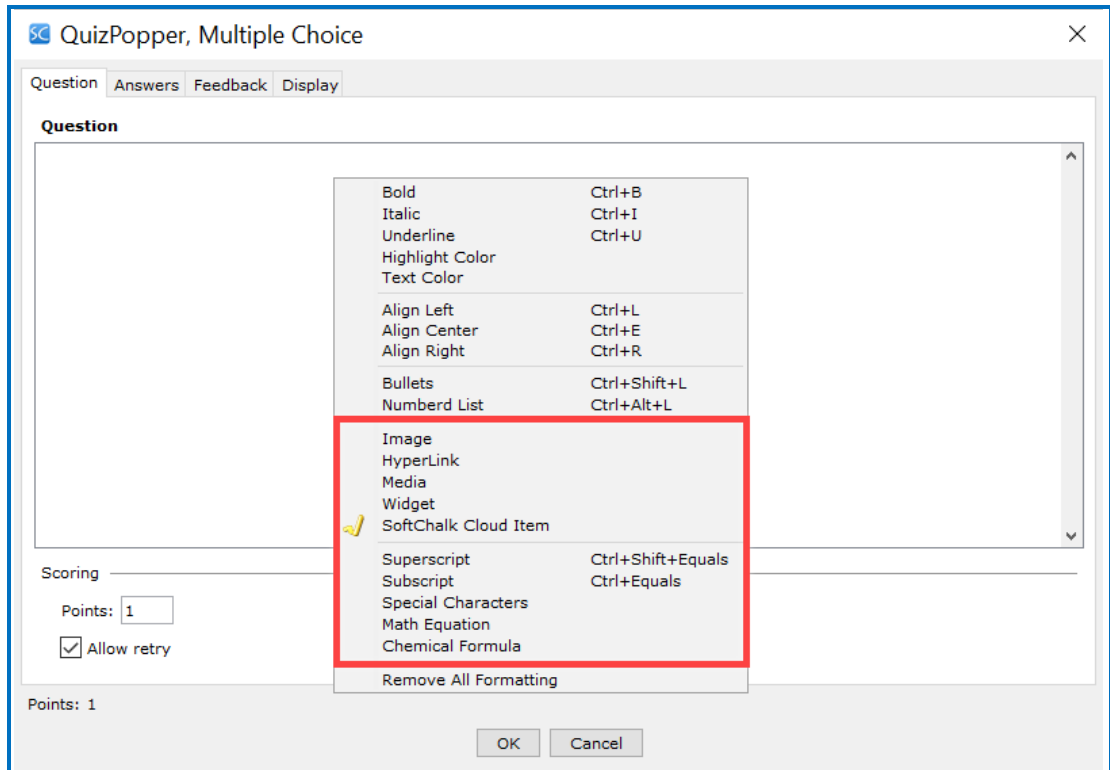 SC QuizPopper, Multiple Choice
Question Answers Feedback Display
Question
Bold Ctrl+B
Italic Ctrl+I
Underline Ctrl+U
Highlight Color
Text Color
Align Left Ctrl+L
Align Center Ctrl+E
Align Right Ctrl+R
Bullets Ctrl+Shift+L
Numberd List Ctrl+Alt+L
Image
HyperLink
Media
Widget
SoftChalk Cloud Item
Superscript Ctrl+Shift+Equals
Subscript Ctrl+Equals
Special Characters
Math Equation
Chemical Formula
Remove All Formatting
Scoring
Points: 1
Allow retry
Points: 1
OK Cancel